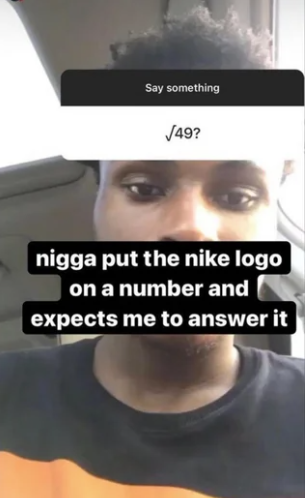 Say something
√49?
nigga put the nike logo
on a number and
expects me to answer it